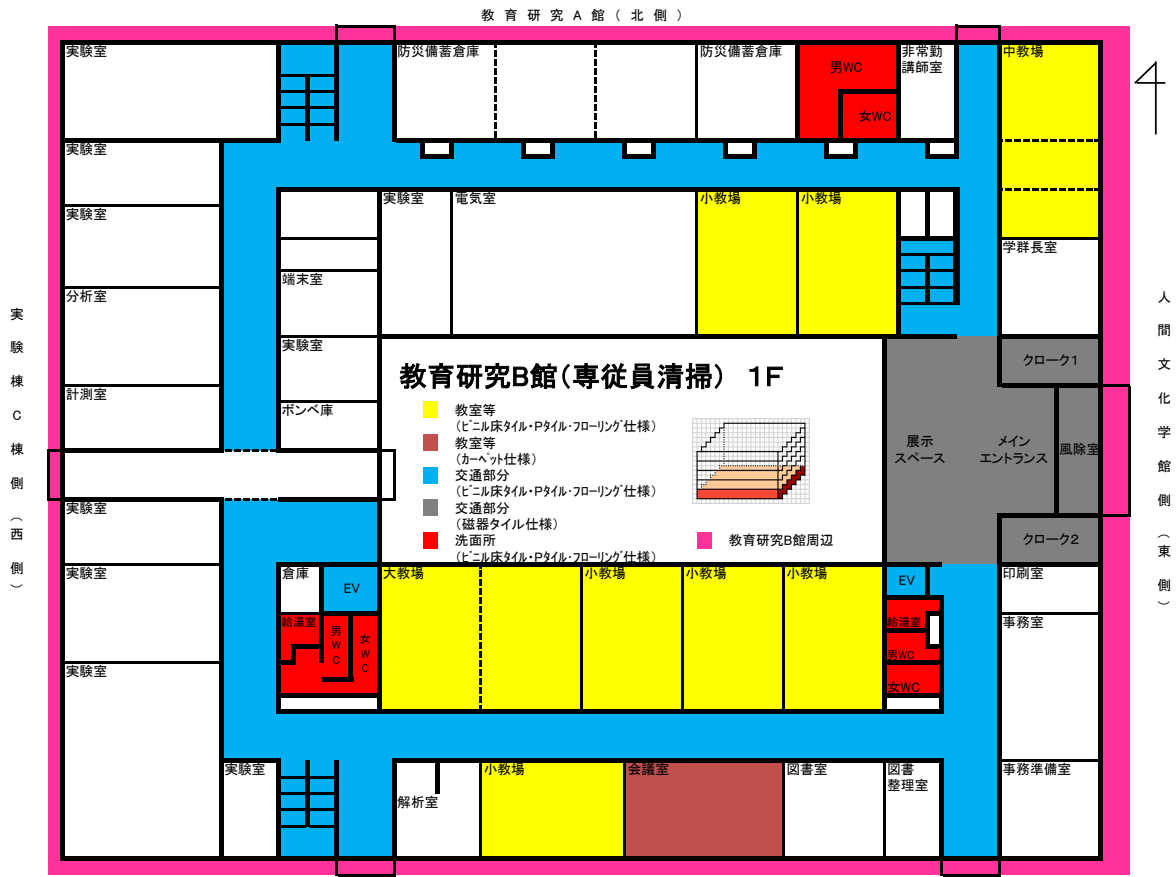 教育研究A館(北側)
実験室
防災備蓄倉庫
防災備蓄倉庫
男WC
女WC
非常勤
講師室
中教場
実験室
実験室
分析室
計測室
実験室
電気室
小教場
小教場
学群長室
端末室
実験室
ボンベ庫
実験棟C棟側(西側)
人間文化学館側(東側)
教育研究B館(専従員清掃) 1F
教室等
(ビニル床タイル・Pタイル・フローリング仕様)
教室等
(カーペット仕様)
交通部分
(ビニル床タイル・Pタイル・フローリング仕様)
交通部分
(磁器タイル仕様)
洗面所
(ビニル床タイル・Pタイル・フローリング仕様)
教育研究B館周辺
クローク1
展示
スペース
メイン
エントランス
風除室
クローク2
実験室
実験室
実験室
倉庫
EV
給湯室
男WC
女WC
大教場
小教場
小教場
小教場
EV
給湯室
男WC
女WC
印刷室
事務室
実験室
解析室
小教場
会議室
図書室
図書
整理室
事務準備室